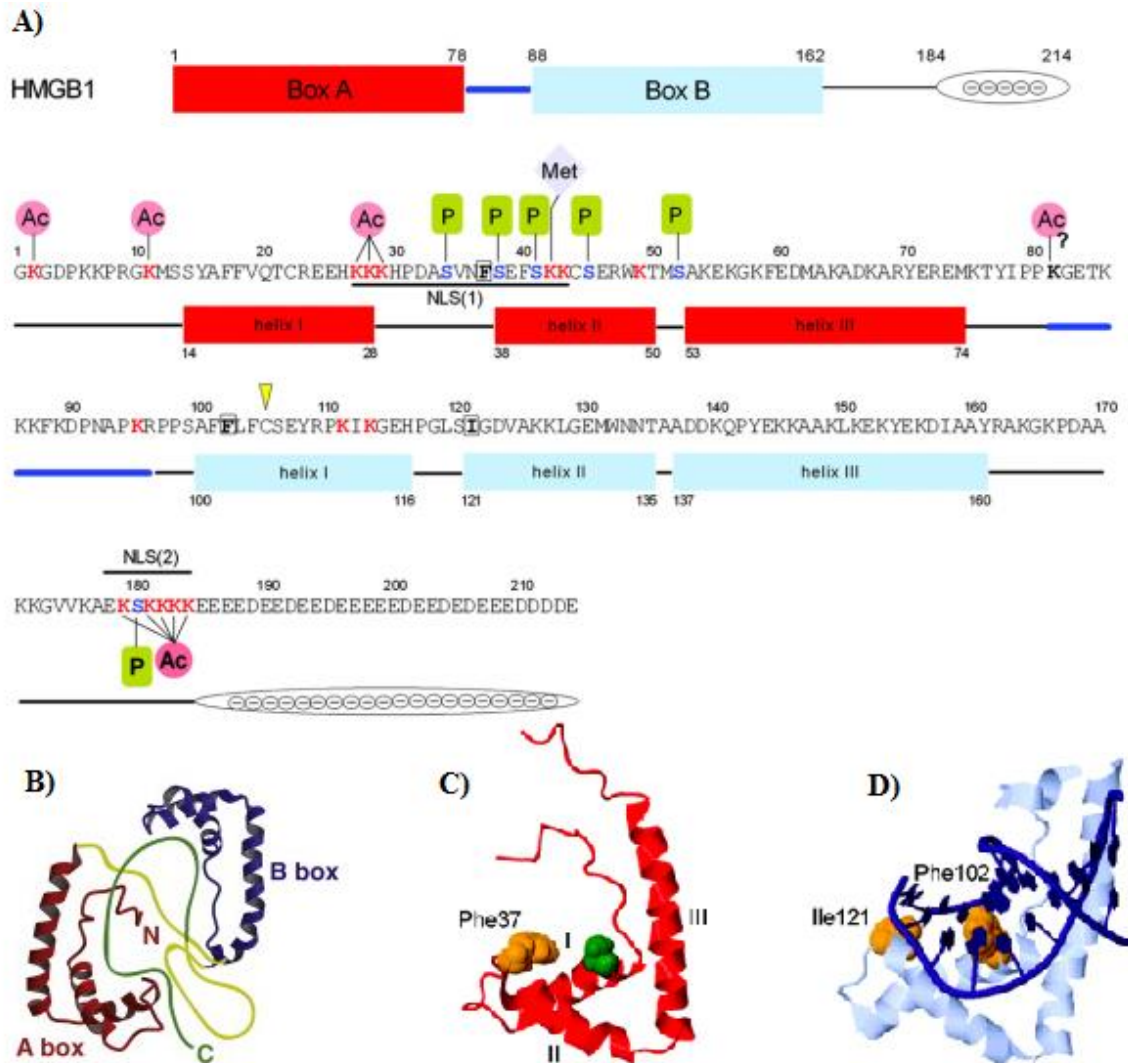 A)
1 78 88 162 184 214
HMGB1 Box A Box B
Met
Ac Ac Ac P P P P P Ac
?
1 10 20 30 40 50 60 70 80
GKGDPKKPRGKMSSYAFFVQTCREEHKKKHPDASVNFSEFSKKCSERWKTMSAKEKGKFEDMAKADKARYEREMKTYIPPKGETK
NLS(1)
helix I helix II helix III
14 28 38 50 53 74
90 100 110 120 130 140 150 160 170
KKFKDPNAPKRPPSAFFLFCSEYRPKIKGEHPGLSIGDVAKKLGEMWNNTAADDKQPYEKKAAKLKEKYEKDIAAYRAKGKPDAA
helix I helix II helix III
100 116 121 135 137 160
NLS(2)
180 190 200 210
KKGVVKAEKSKKKKEEEEDEEDEEDEEEEEDEEDEDEEEDDDDE
P Ac
B) C) D)
B box
N
A box C
Phe37 I III
II
Phe102
Ile121